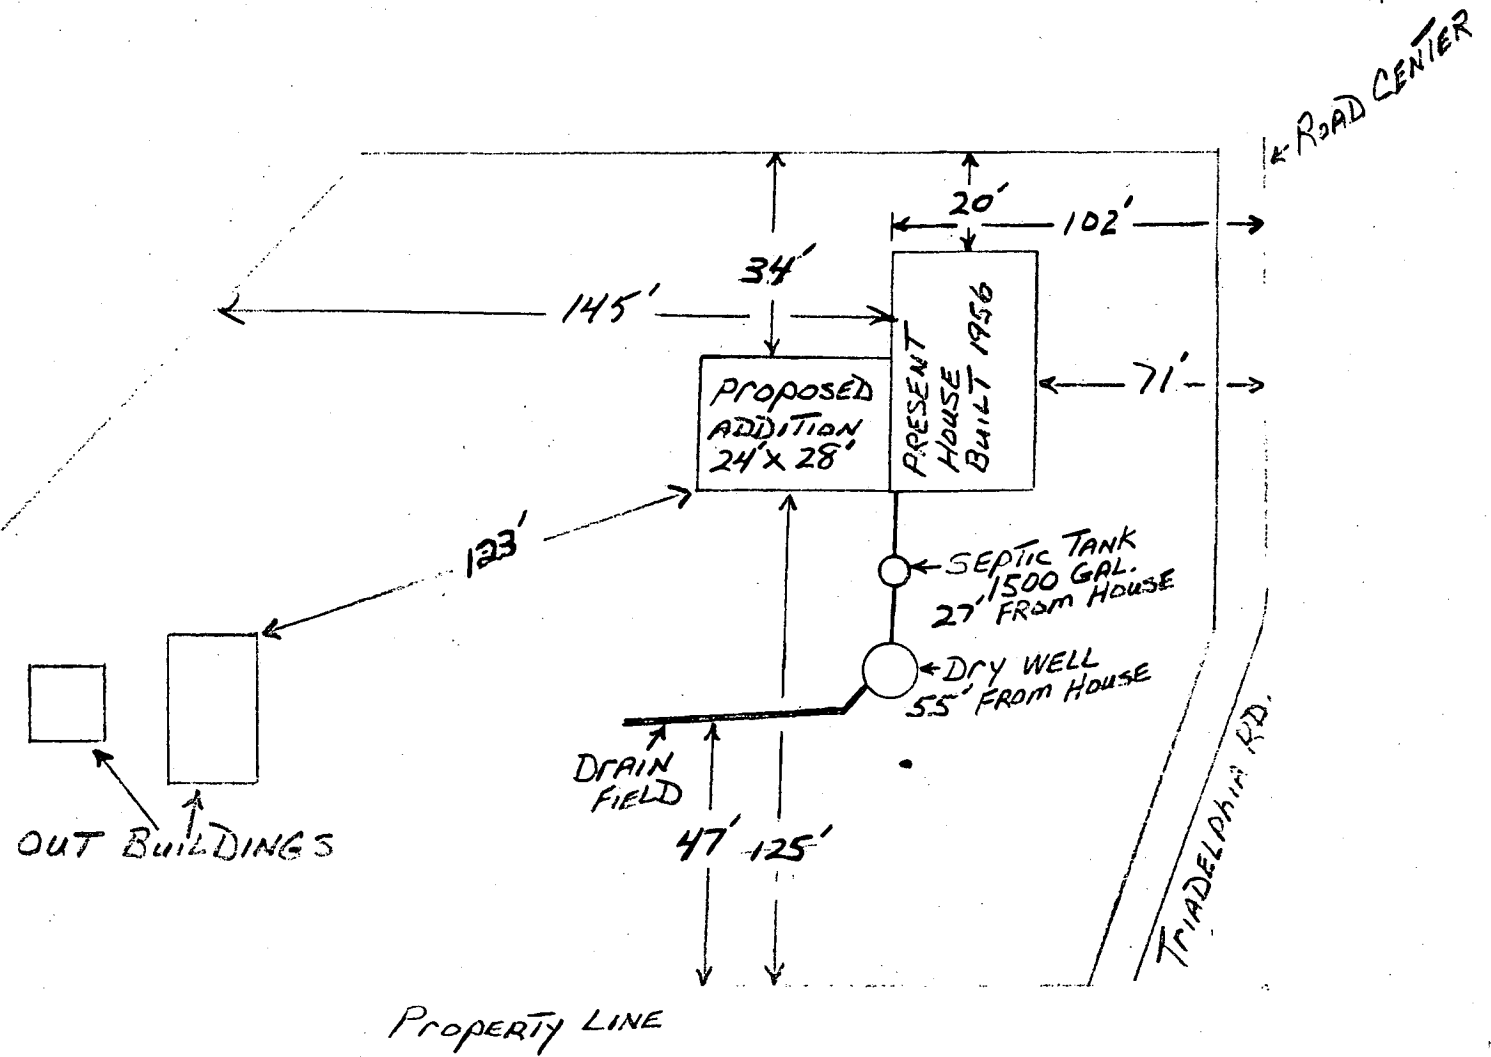 ROAD CENTER
20'
102'
34'
145'
PRESENT
HOUSE
BUILT 1956
71'
PROPOSED
ADDITION
24' X 28'
123'
SEPTIC TANK
1500 GAL.
27' FROM HOUSE
DRY WELL
55' FROM HOUSE
DRAIN
FIELD
TRIADELPHIA RD.
OUT BUILDINGS
47'
125'
PROPERTY LINE